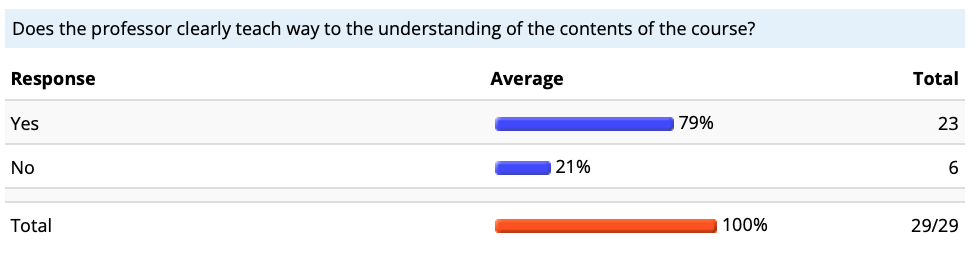 Does the professor clearly teach way to the understanding of the contents of the course?
Response Average Total
Yes 79% 23
No 21% 6
Total 100% 29/29